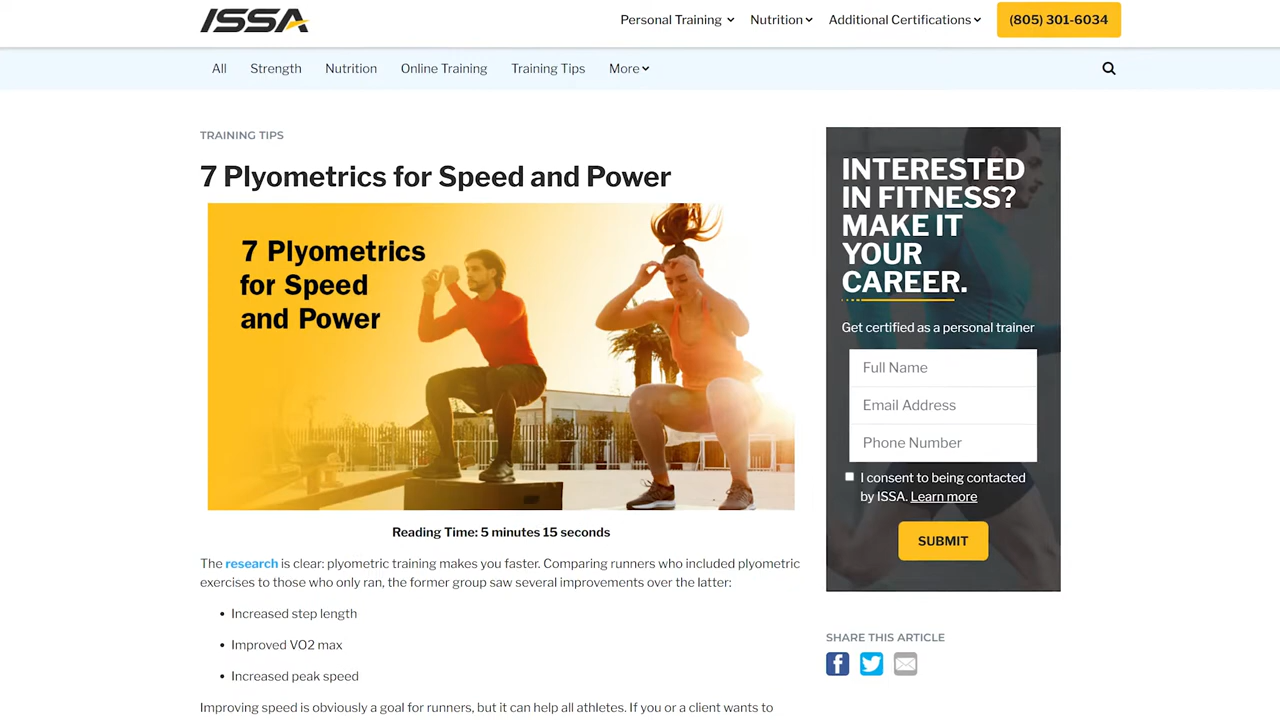 ISSA
Personal Training
Nutrition
Additional Certifications
(805) 301-6034
All
Strength
Nutrition
Online Training
Training Tips
More
TRAINING TIPS
7 Plyometrics for Speed and Power
7 Plyometrics
for Speed
and Power
Reading Time: 5 minutes 15 seconds
The research is clear: plyometric training makes you faster. Comparing runners who included plyometric
exercises to those who only ran, the former group saw several improvements over the latter:
• Increased step length
• Improved VO2 max
• Increased peak speed
Improving speed is obviously a goal for runners, but it can help all athletes. If you or a client wants to
INTERESTED
IN FITNESS?
MAKE IT
YOUR
CAREER.
Get certified as a personal trainer
Full Name
Email Address
Phone Number
I consent to being contacted
by ISSA. Learn more
SUBMIT
SHARE THIS ARTICLE